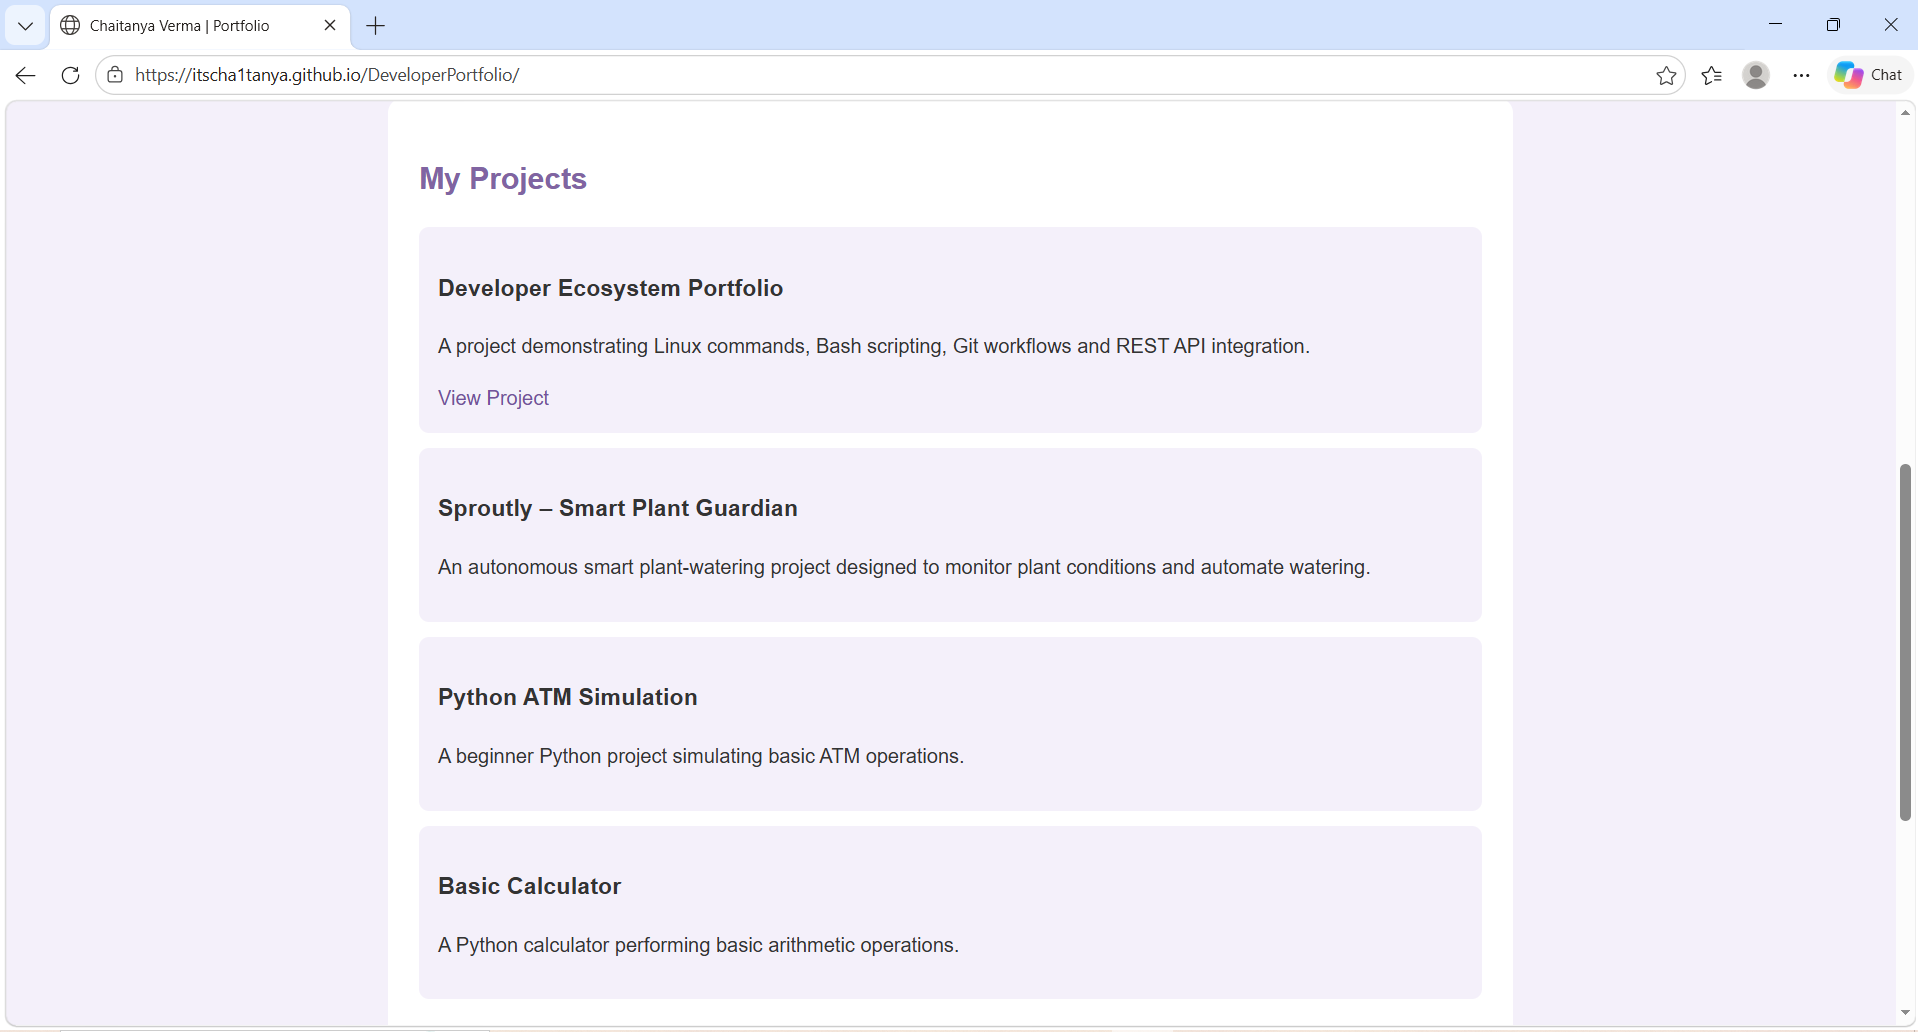 Chaitanya Verma | Portfolio
https://itscha1tanya.github.io/DeveloperPortfolio/
Chat
My Projects
Developer Ecosystem Portfolio
A project demonstrating Linux commands, Bash scripting, Git workflows and REST API integration.
View Project
Sproutly – Smart Plant Guardian
An autonomous smart plant-watering project designed to monitor plant conditions and automate watering.
Python ATM Simulation
A beginner Python project simulating basic ATM operations.
Basic Calculator
A Python calculator performing basic arithmetic operations.